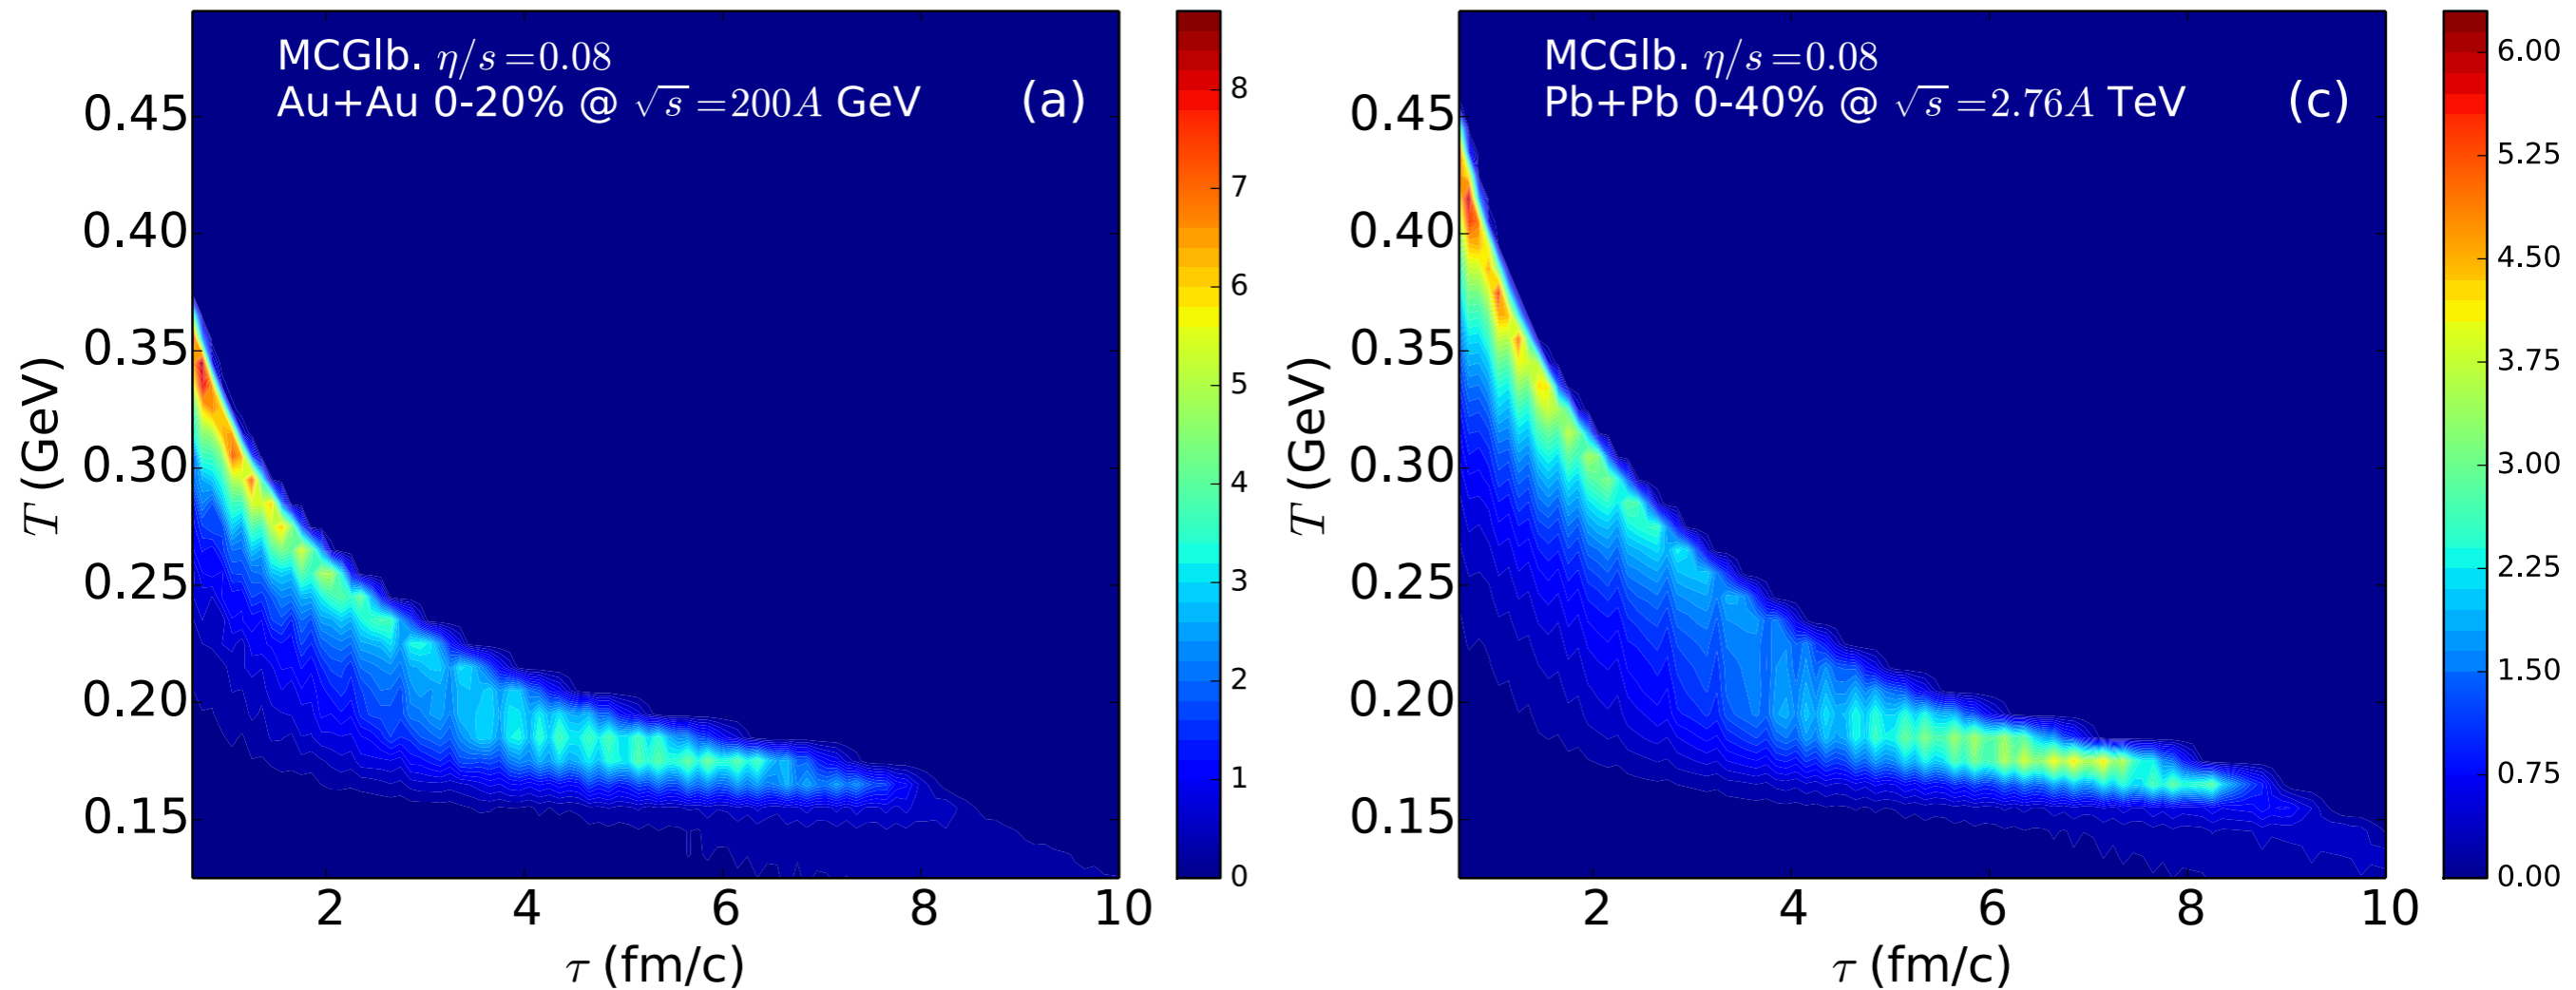 MCGlb. η/s=0.08
Au+Au 0-20% @ √s=200A GeV
(a)
0.45
0.40
0.35
0.30
0.25
0.20
0.15
T (GeV)
2 4 6 8 10
τ (fm/c)
8
7
6
5
4
3
2
1
0
MCGlb. η/s=0.08
Pb+Pb 0-40% @ √s=2.76A TeV
(c)
0.45
0.40
0.35
0.30
0.25
0.20
0.15
T (GeV)
2 4 6 8 10
τ (fm/c)
6.00
5.25
4.50
3.75
3.00
2.25
1.50
0.75
0.00